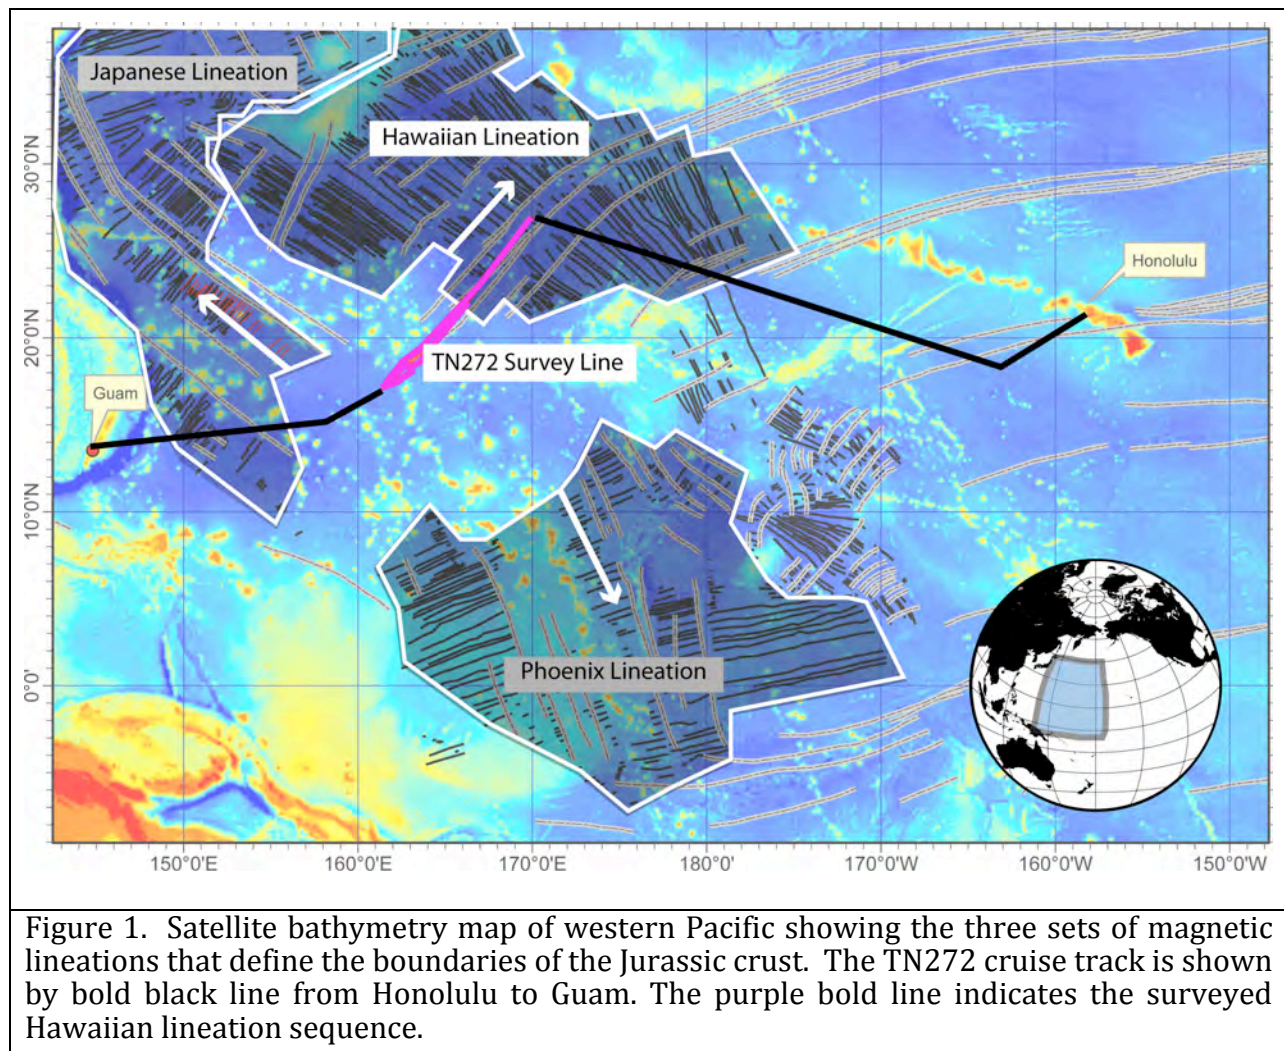 Japanese Lineation
Hawaiian Lineation
30°0'N
Honolulu
20°0'N
TN272 Survey Line
Guam
10°0'N
Phoenix Lineation
0°0'
150°0'E
160°0'E
170°0'E
180°0'
170°0'W
160°0'W
150°0'W
Figure 1.  Satellite bathymetry map of western Pacific showing the three sets of magnetic
lineations that define the boundaries of the Jurassic crust.  The TN272 cruise track is shown
by bold black line from Honolulu to Guam. The purple bold line indicates the surveyed
Hawaiian lineation sequence.